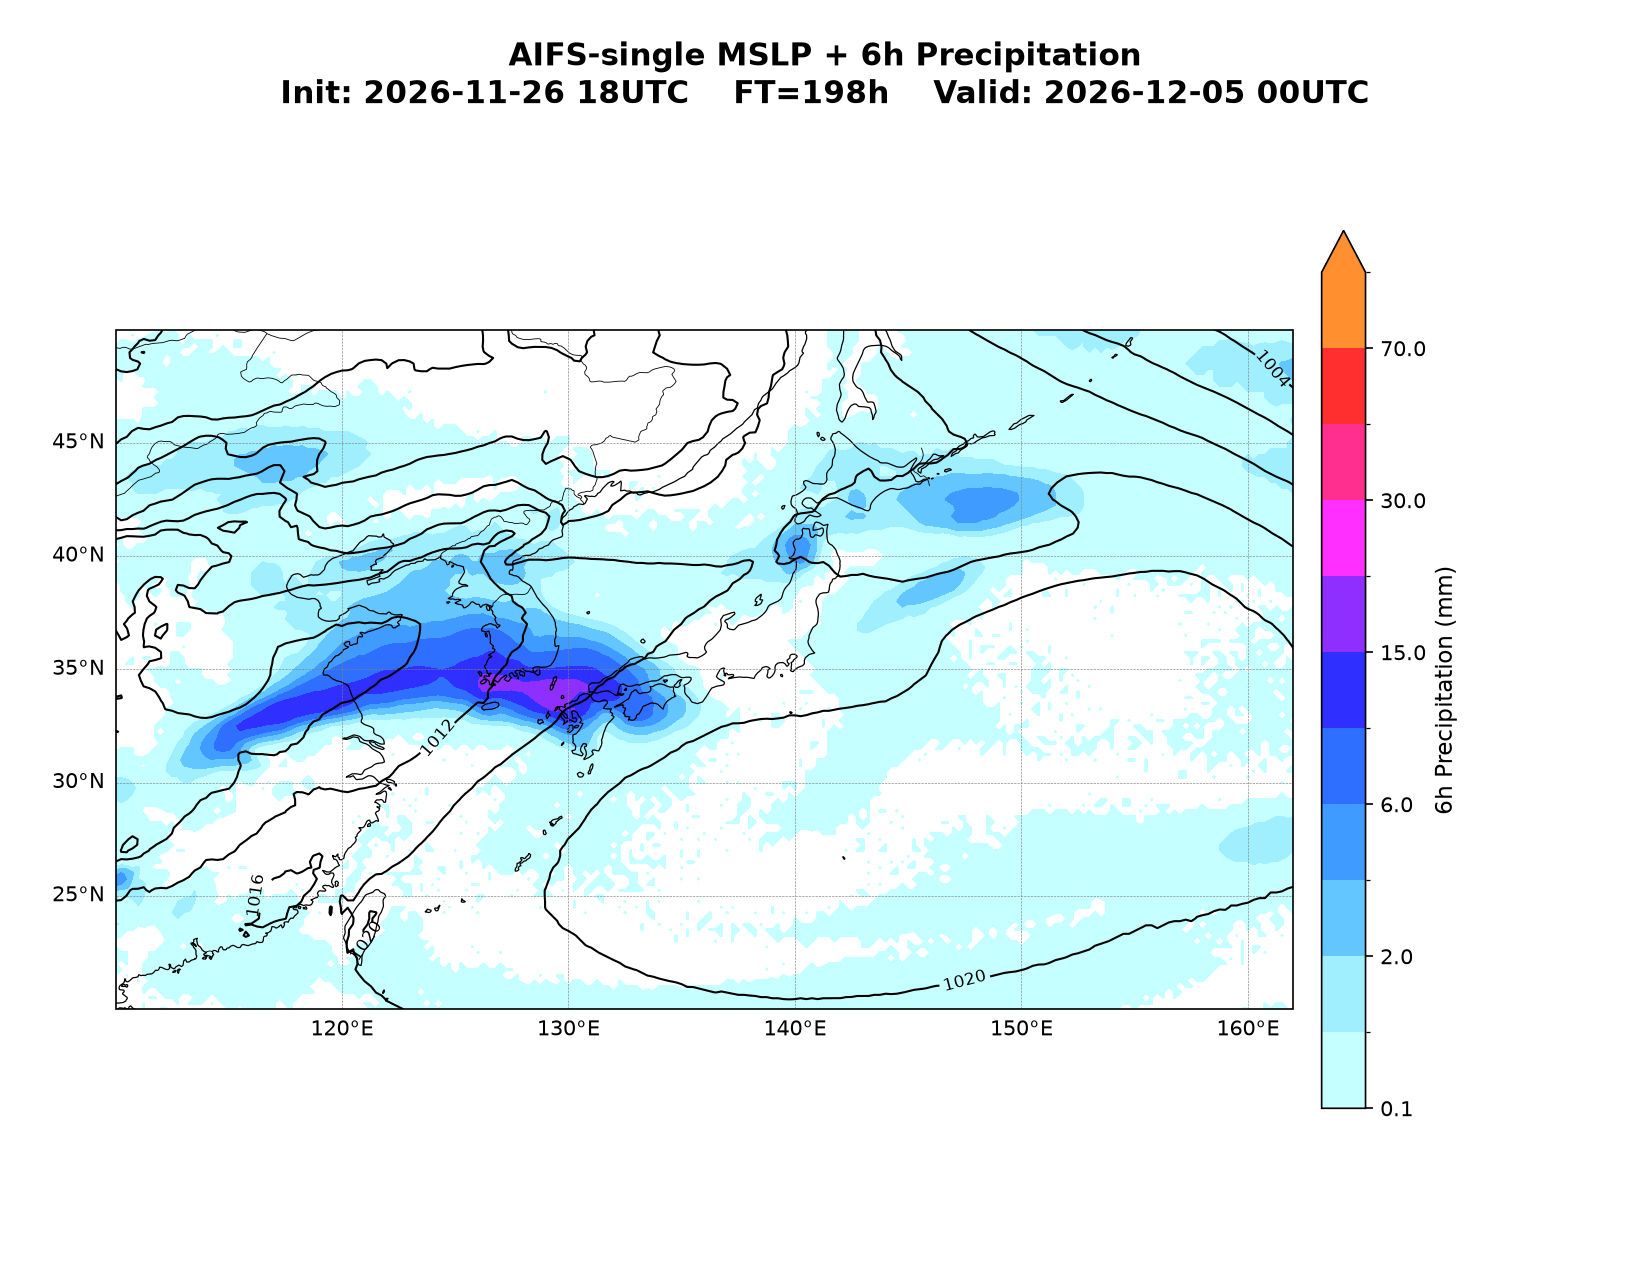 AIFS-single MSLP + 6h Precipitation
Init: 2026-11-26 18UTC    FT=198h    Valid: 2026-12-05 00UTC
70.0
30.0
15.0
6.0
2.0
0.1
6h Precipitation (mm)
45°N
40°N
35°N
30°N
25°N
1004
1012
1016
1020
1020
120°E
130°E
140°E
150°E
160°E